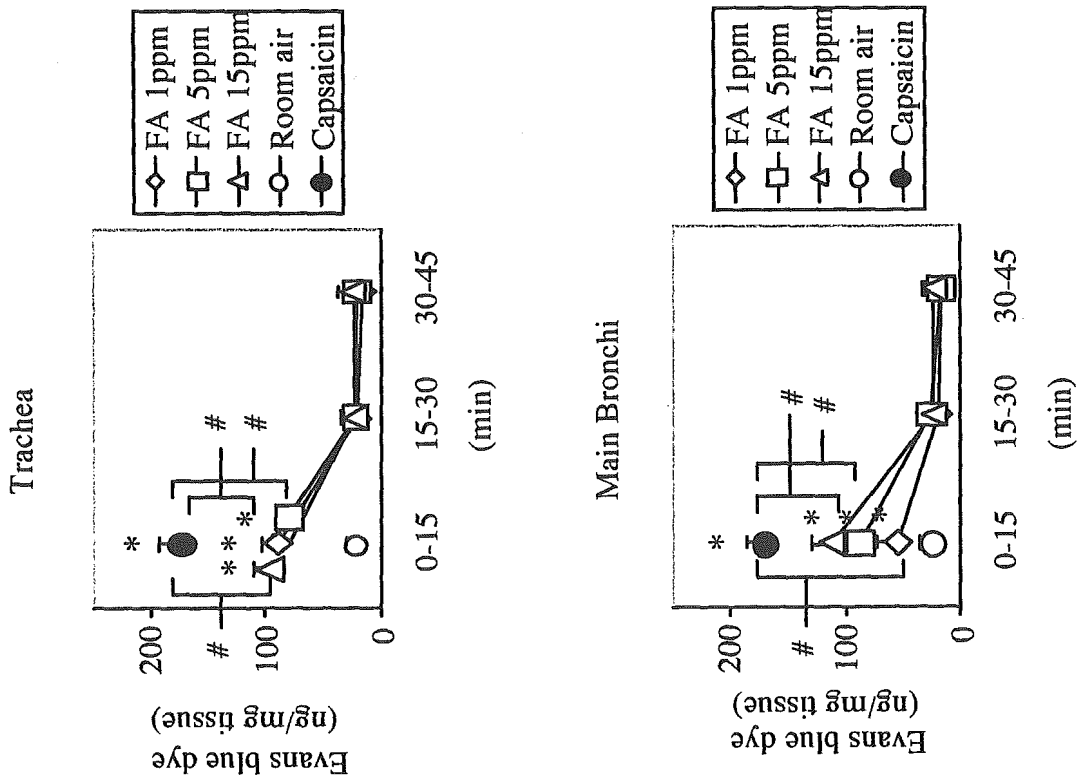 Trachea
Evans blue dye
(ng/mg tissue)
200
100
0
0-15
15-30
30-45
(min)
*
*
*
*
#
#
#
FA 1ppm
FA 5ppm
FA 15ppm
Room air
Capsaicin
Main Bronchi
Evans blue dye
(ng/mg tissue)
200
100
0
0-15
15-30
30-45
(min)
*
*
*
*
#
#
#
FA 1ppm
FA 5ppm
FA 15ppm
Room air
Capsaicin